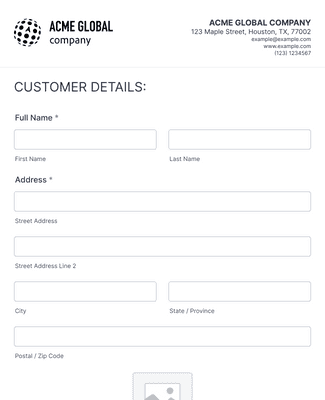 ACME GLOBAL
company
ACME GLOBAL COMPANY
123 Maple Street, Houston, TX, 77002
example@example.com
www.example.com
(123) 1234567
CUSTOMER DETAILS:
Full Name *
First Name
Last Name
Address *
Street Address
Street Address Line 2
City
State / Province
Postal / Zip Code